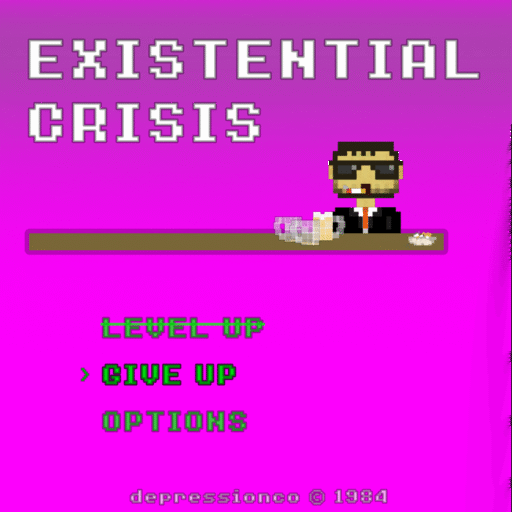 EXISTENTIAL
CRISIS
LEVEL UP
> GIVE UP
OPTIONS
depressionco © 1984